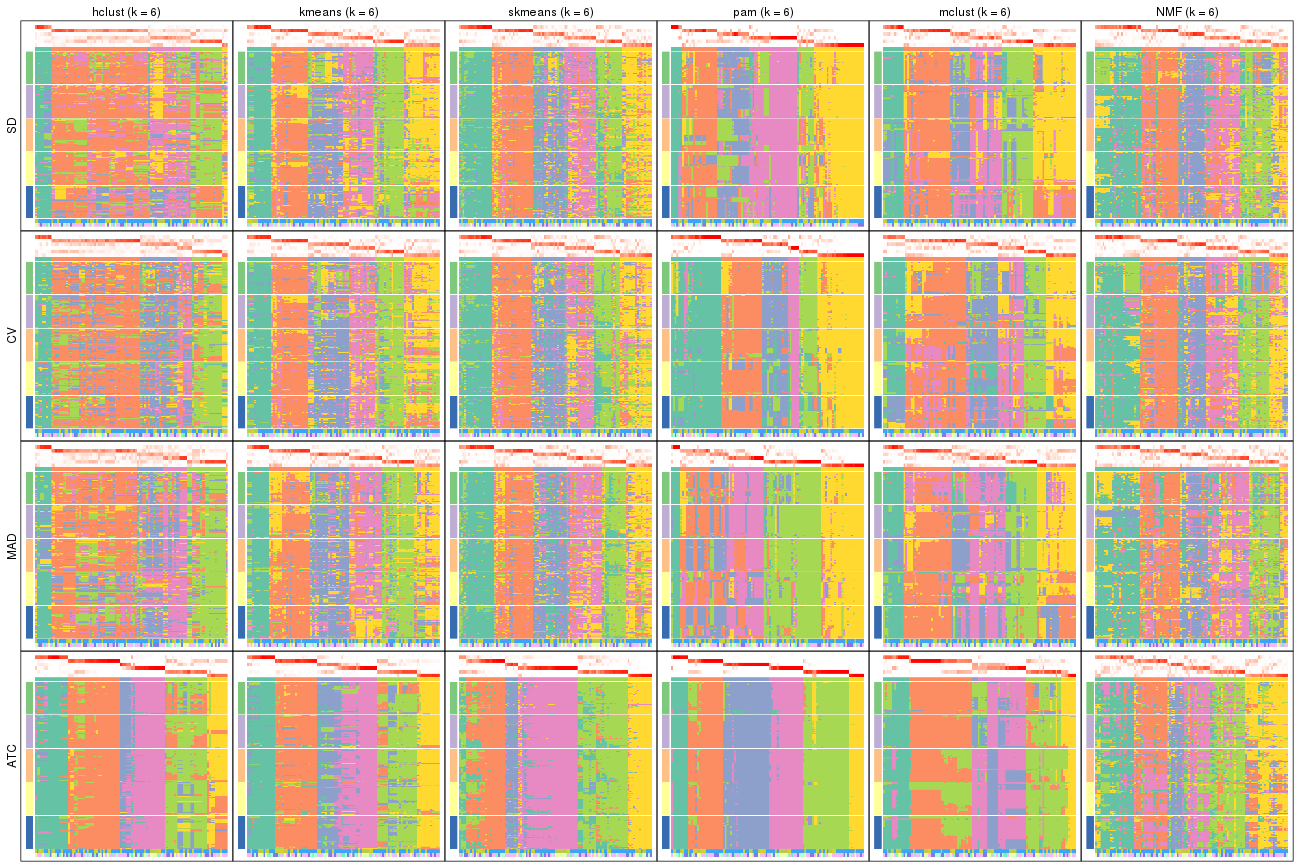 hclust (k = 6) kmeans (k = 6) skmeans (k = 6) pam (k = 6) mclust (k = 6) NMF (k = 6)
SD
CV
MAD
ATC